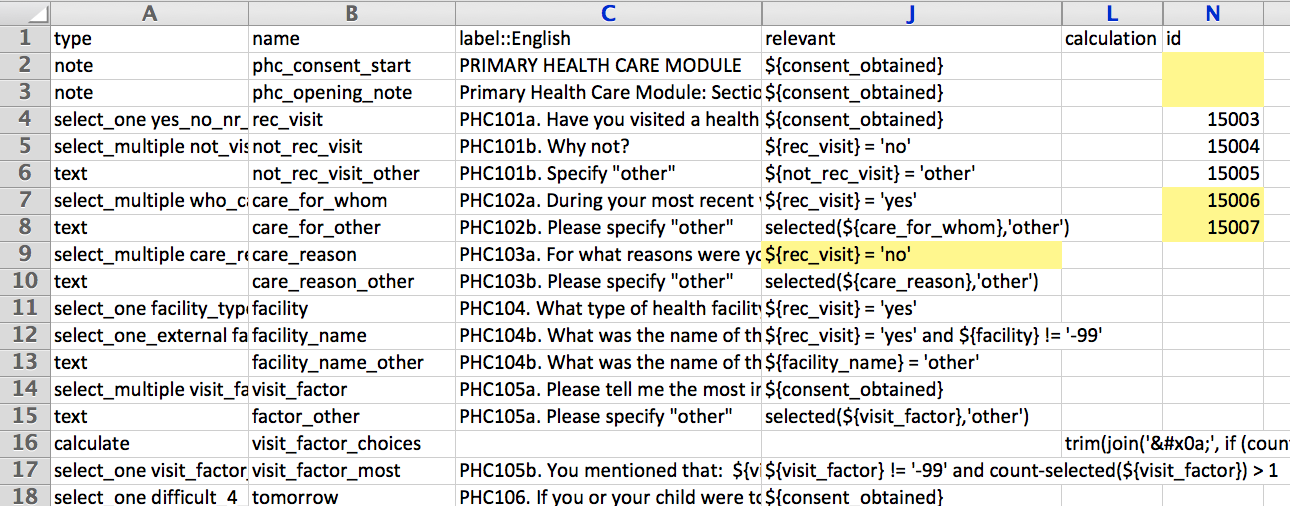 A B C J L N
1 type name label::English relevant calculation id
2 note phc_consent_start PRIMARY HEALTH CARE MODULE ${consent_obtained}
3 note phc_opening_note Primary Health Care Module: Sectio ${consent_obtained}
4 select_one yes_no_nr_ rec_visit PHC101a. Have you visited a health ${consent_obtained} 15003
5 select_multiple not_vis not_rec_visit PHC101b. Why not? ${rec_visit} = 'no' 15004
6 text not_rec_visit_other PHC101b. Specify "other" ${not_rec_visit} = 'other' 15005
7 select_multiple who_ca care_for_whom PHC102a. During your most recent ${rec_visit} = 'yes' 15006
8 text care_for_other PHC102b. Please specify "other" selected(${care_for_whom},'other') 15007
9 select_multiple care_re care_reason PHC103a. For what reasons were yo ${rec_visit} = 'no'
10 text care_reason_other PHC103b. Please specify "other" selected(${care_reason},'other')
11 select_one facility_type facility PHC104. What type of health facility ${rec_visit} = 'yes'
12 select_one_external fa facility_name PHC104b. What was the name of th ${rec_visit} = 'yes' and ${facility} != '-99'
13 text facility_name_other PHC104b. What was the name of th ${facility_name} = 'other'
14 select_multiple visit_fa visit_factor PHC105a. Please tell me the most in ${consent_obtained}
15 text factor_other PHC105a. Please specify "other" selected(${visit_factor},'other')
16 calculate visit_factor_choices trim(join('&#x0a;', if (coun
17 select_one visit_factor_ visit_factor_most PHC105b. You mentioned that: ${vi ${visit_factor} != '-99' and count-selected(${visit_factor}) > 1
18 select_one difficult_4 tomorrow PHC106. If you or your child were to ${consent_obtained}